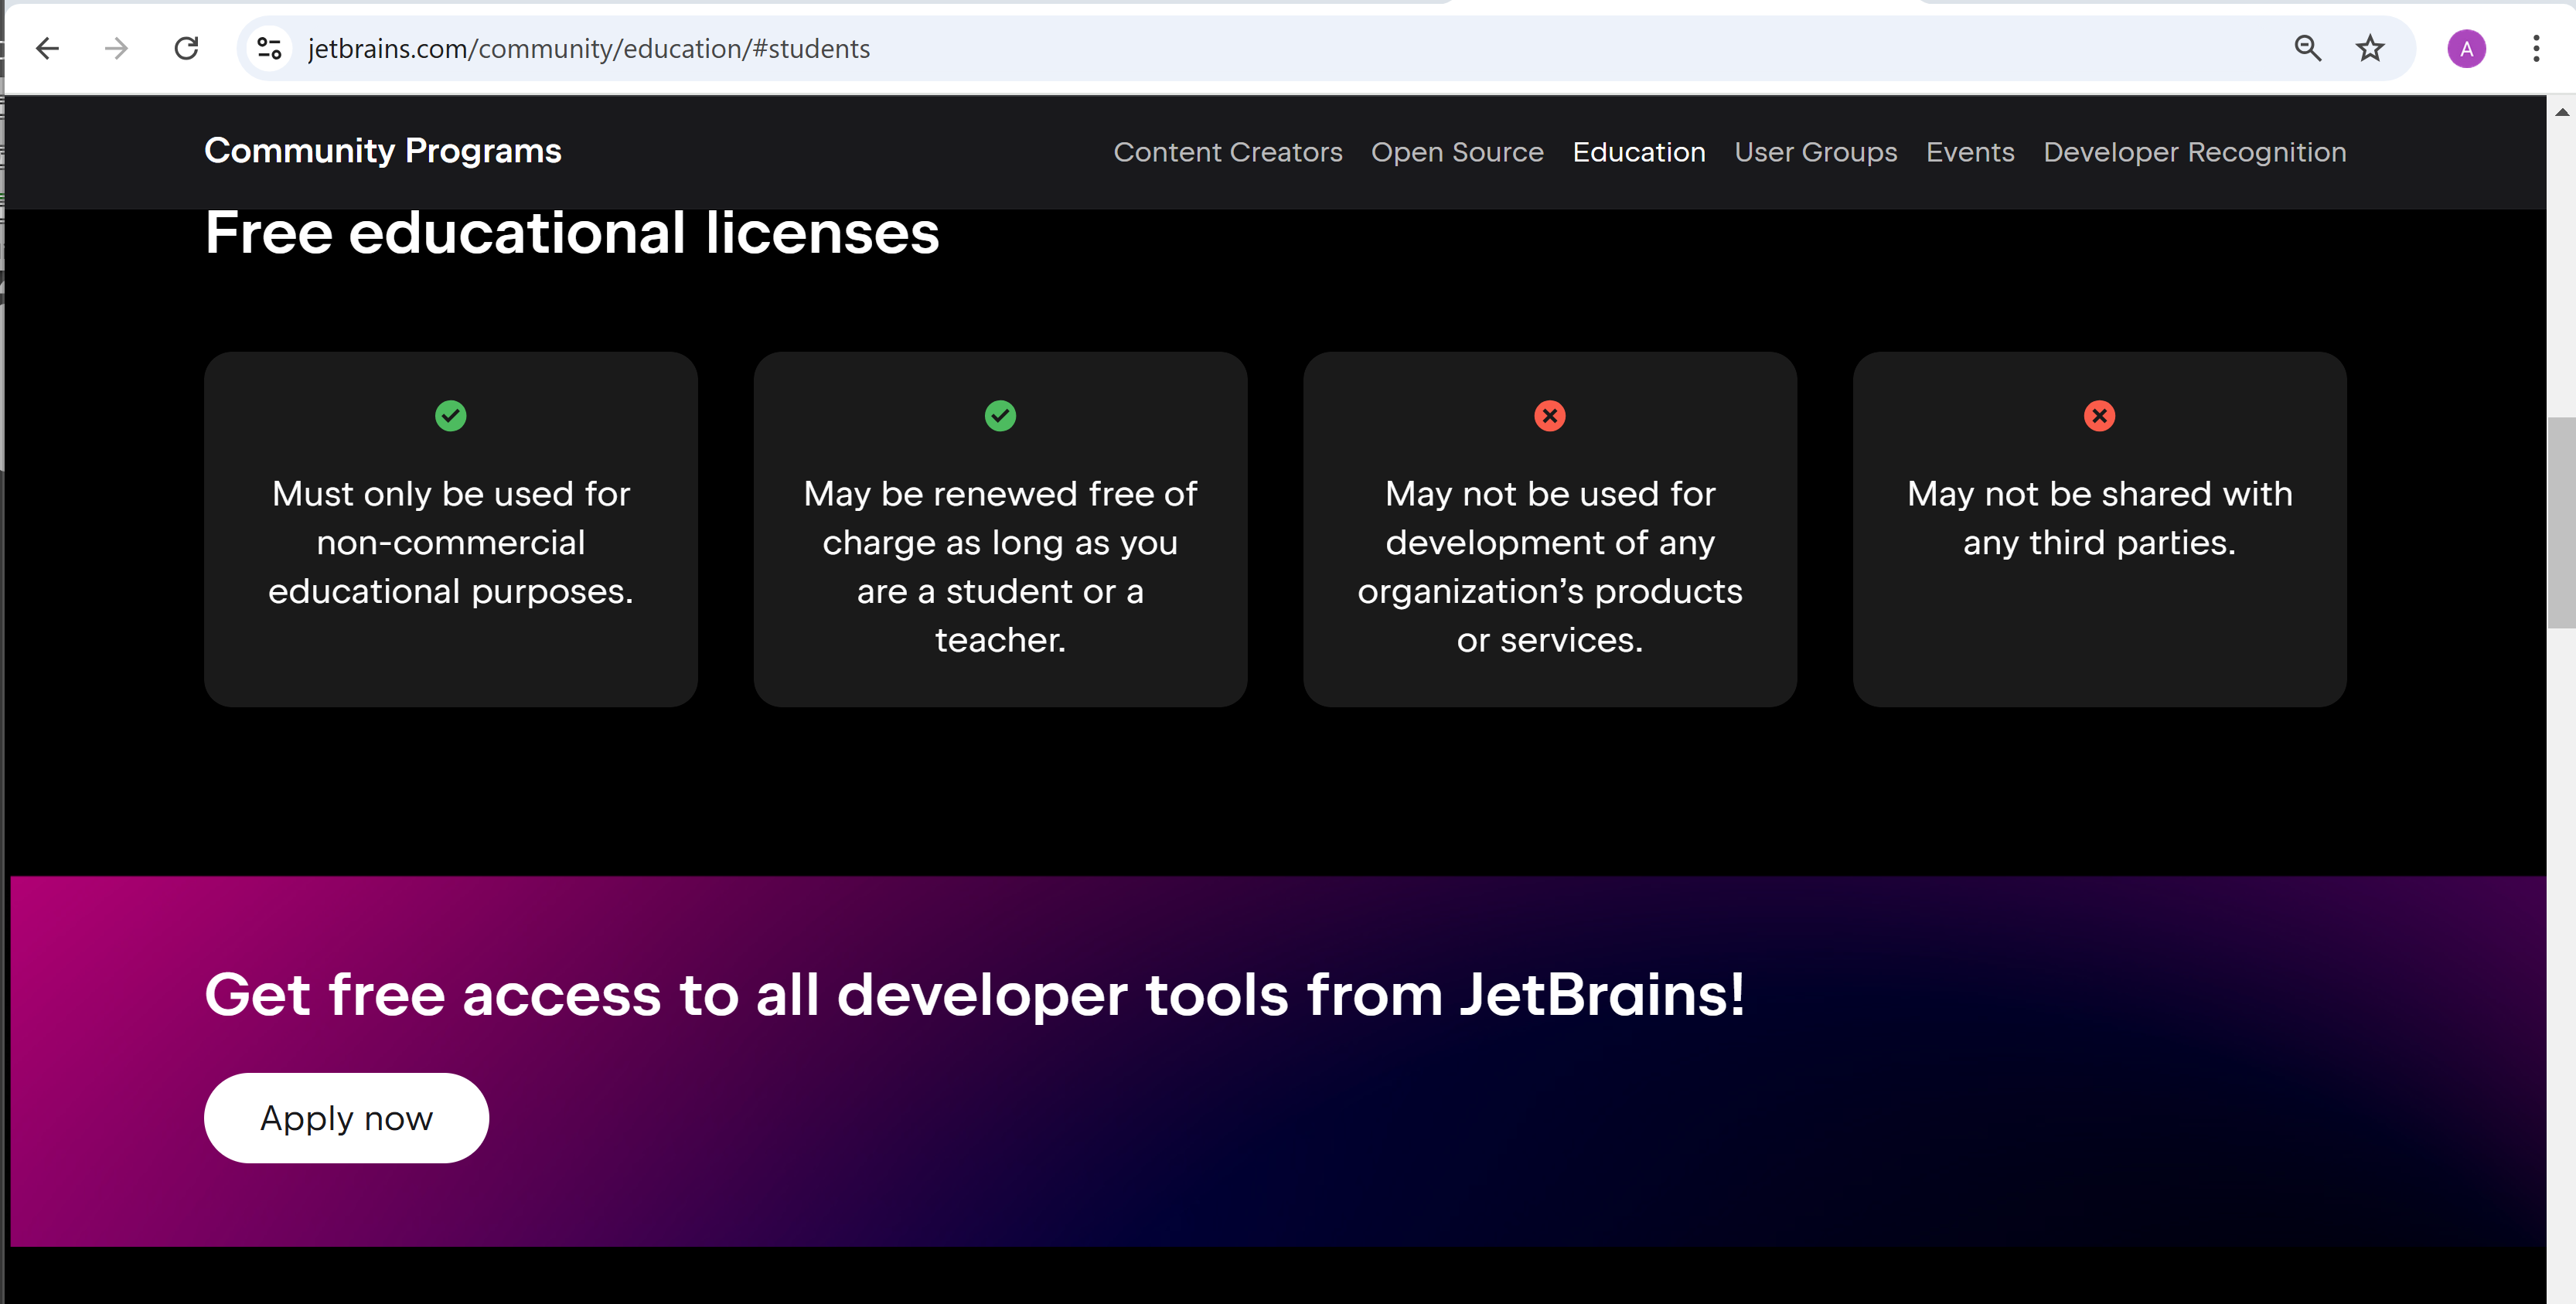 jetbrains.com/community/education/#students
A
Community Programs
Content Creators Open Source Education User Groups Events Developer Recognition
Free educational licenses
Must only be used for
non-commercial
educational purposes.
May be renewed free of
charge as long as you
are a student or a
teacher.
May not be used for
development of any
organization’s products
or services.
May not be shared with
any third parties.
Get free access to all developer tools from JetBrains!
Apply now